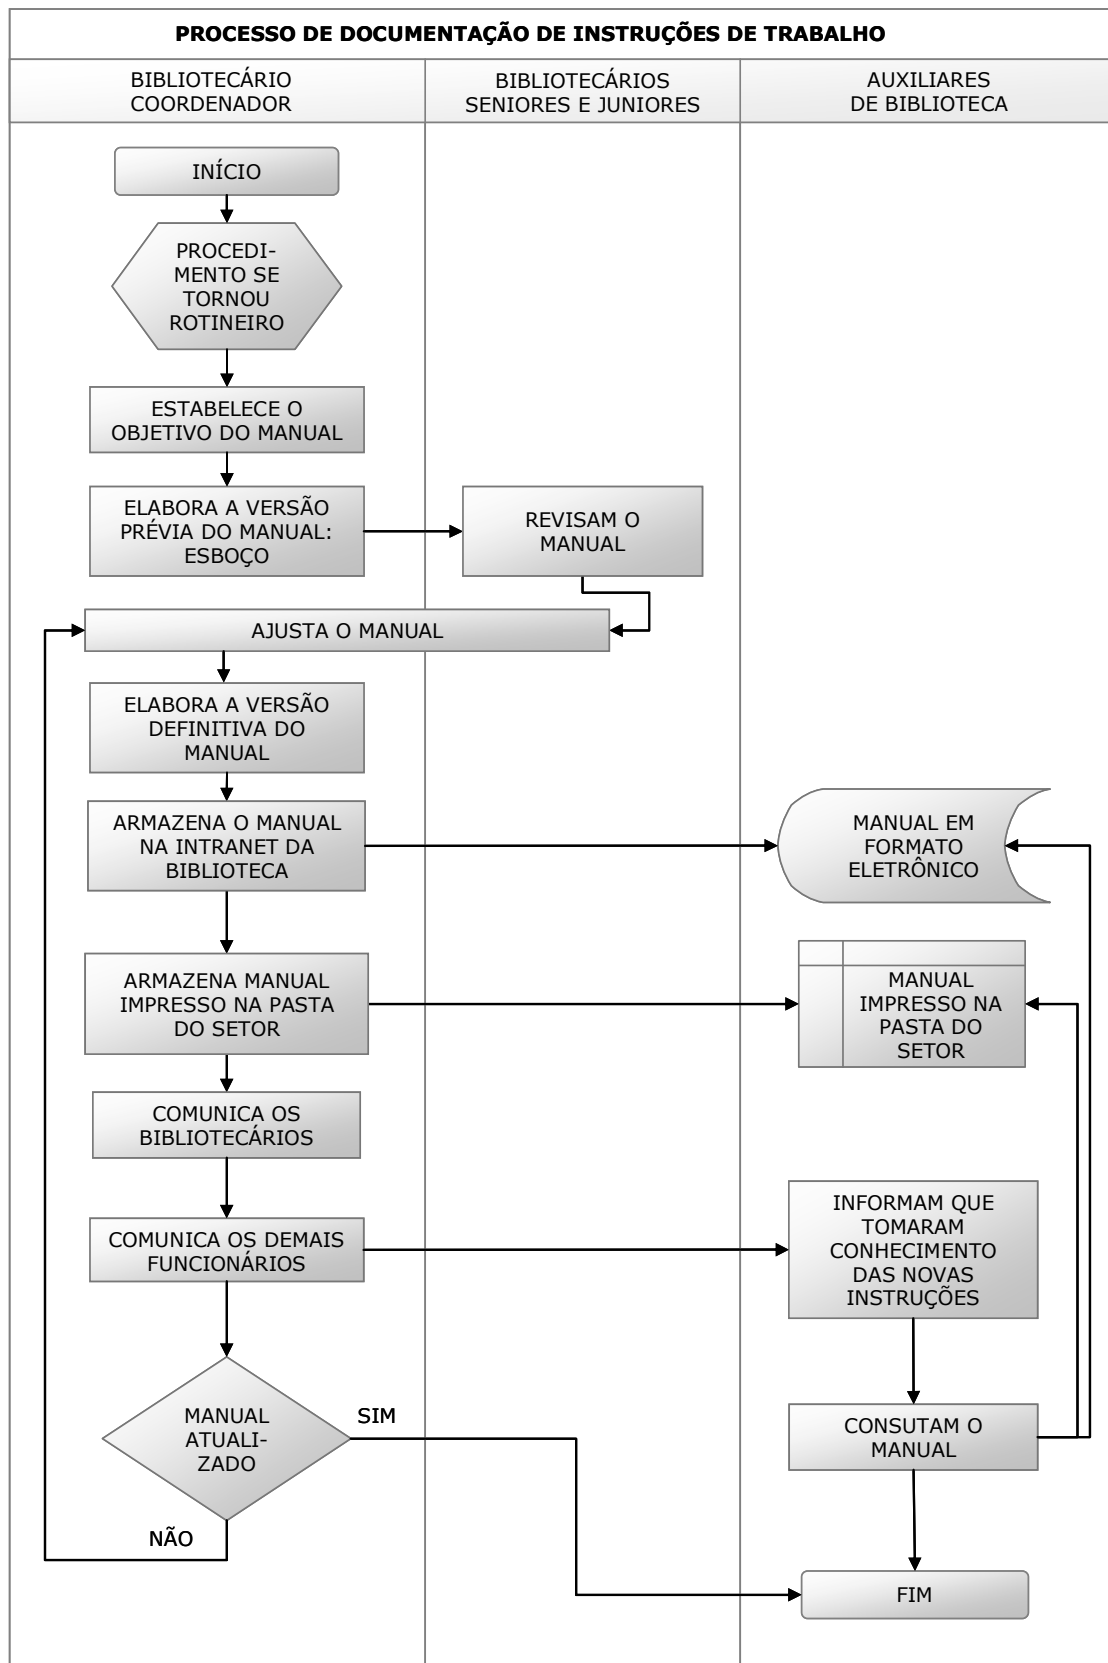 PROCESSO DE DOCUMENTAÇÃO DE INSTRUÇÕES DE TRABALHO
BIBLIOTECÁRIO
COORDENADOR
BIBLIOTECÁRIOS
SENIORES E JUNIORES
AUXILIARES
DE BIBLIOTECA
INÍCIO
PROCEDI-
MENTO SE
TORNOU
ROTINEIRO
ESTABELECE O
OBJETIVO DO MANUAL
ELABORA A VERSÃO
PRÉVIA DO MANUAL:
ESBOÇO
REVISAM O
MANUAL
AJUSTA O MANUAL
ELABORA A VERSÃO
DEFINITIVA DO
MANUAL
ARMAZENA O MANUAL
NA INTRANET DA
BIBLIOTECA
MANUAL EM
FORMATO
ELETRÔNICO
ARMAZENA MANUAL
IMPRESSO NA PASTA
DO SETOR
MANUAL
IMPRESSO NA
PASTA DO
SETOR
COMUNICA OS
BIBLIOTECÁRIOS
COMUNICA OS DEMAIS
FUNCIONÁRIOS
INFORMAM QUE
TOMARAM
CONHECIMENTO
DAS NOVAS
INSTRUÇÕES
MANUAL
ATUALI-
ZADO
SIM
NÃO
CONSUTAM O
MANUAL
FIM